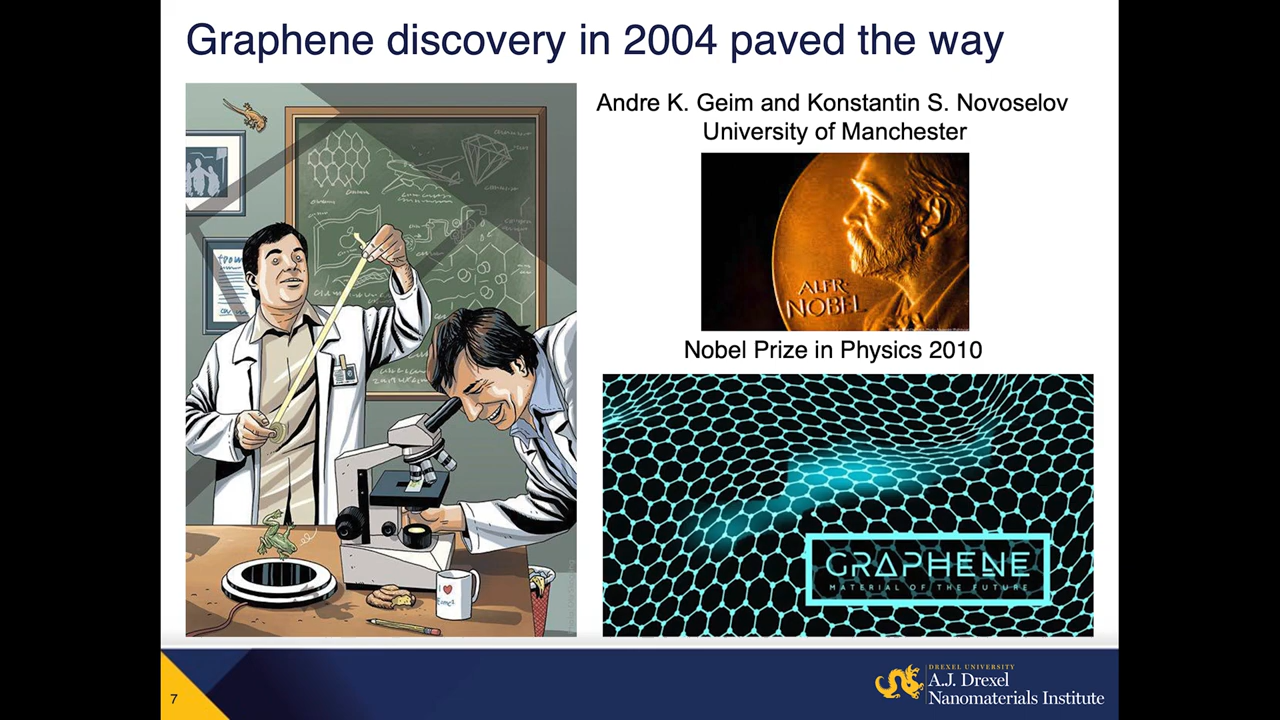 Graphene discovery in 2004 paved the way
Andre K. Geim and Konstantin S. Novoselov
University of Manchester
ALFR·
NOBEL
Nobel Prize in Physics 2010
GRAPHENE
MATERIAL OF THE FUTURE
I ♥
7
DREXEL UNIVERSITY
A.J. Drexel
Nanomaterials Institute